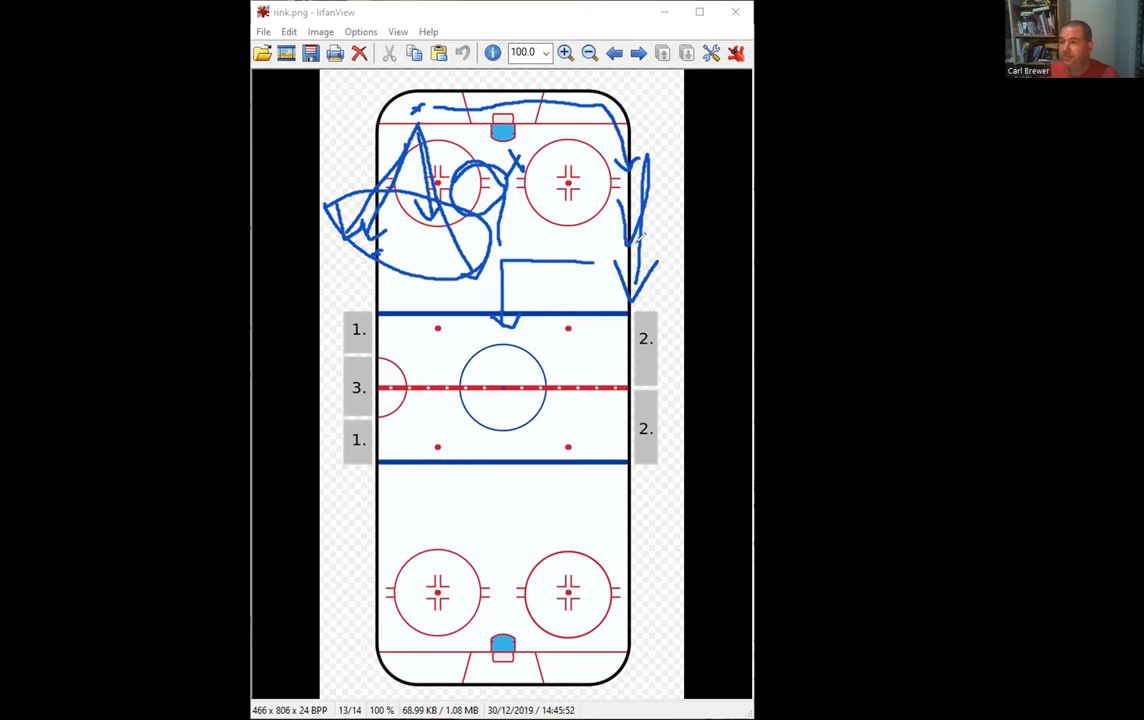 rink.png - IrfanView
File Edit Image Options View Help
100.0
Carl Brewer
1.
2.
3.
1.
2.
466 x 806 x 24 BPP 13/14 100 % 68.99 KB / 1.08 MB 30/12/2019 / 14:45:52